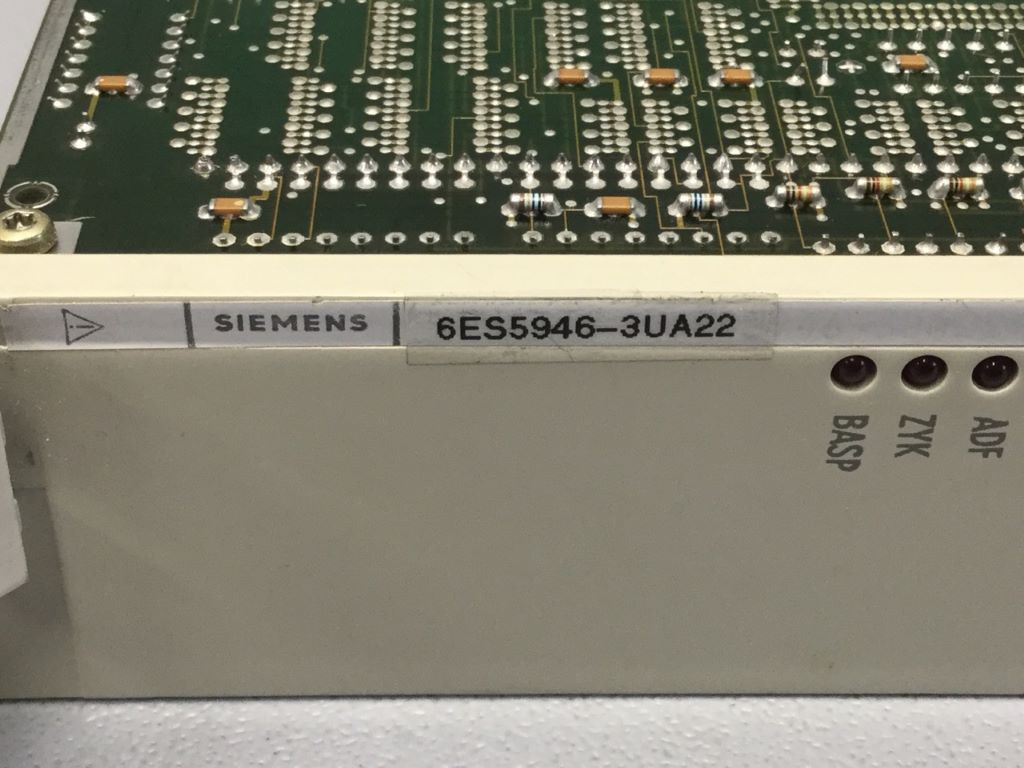 SIEMENS
6ES5946-3UA22
BASP
ZYK
ADF